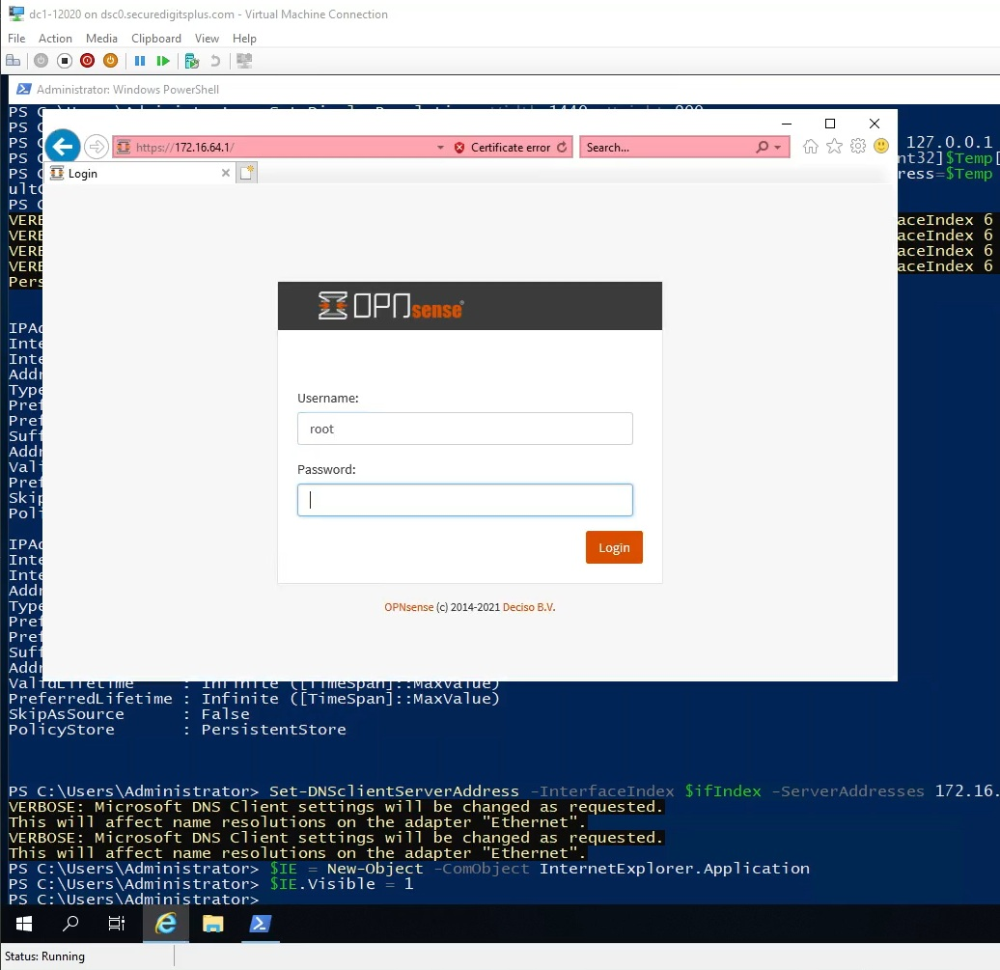 dc1-12020 on dsc0.securedigitsplus.com - Virtual Machine Connection
File Action Media Clipboard View Help
Administrator: Windows PowerShell
PS C
PS C
PS C 127.0.0.1
PS C nt32]$Temp[
PS C ress=$Temp
ultC
PS C
VERB aceIndex 6
VERB aceIndex 6
VERB aceIndex 6
VERB aceIndex 6
Pers
IPAd
Inte
Inte
Addr
Type
Pref
Pref
Suff
Addr
Vali
Pref
Skip
Poli
IPAd
Inte
Inte
Addr
Type
Pref
Pref
Suff
Addr
https://172.16.64.1/ Certificate error Search...
Login
OPNsense
Username:
root
Password:
Login
OPNsense (c) 2014-2021 Deciso B.V.
ValidLifetime : Infinite ([TimeSpan]::MaxValue)
PreferredLifetime : Infinite ([TimeSpan]::MaxValue)
SkipAsSource : False
PolicyStore : PersistentStore
PS C:\Users\Administrator> Set-DNSclientServerAddress -InterfaceIndex $ifIndex -ServerAddresses 172.16.
VERBOSE: Microsoft DNS Client settings will be changed as requested.
This will affect name resolutions on the adapter "Ethernet".
VERBOSE: Microsoft DNS Client settings will be changed as requested.
This will affect name resolutions on the adapter "Ethernet".
PS C:\Users\Administrator> $IE = New-Object -ComObject InternetExplorer.Application
PS C:\Users\Administrator> $IE.Visible = 1
PS C:\Users\Administrator>
Status: Running